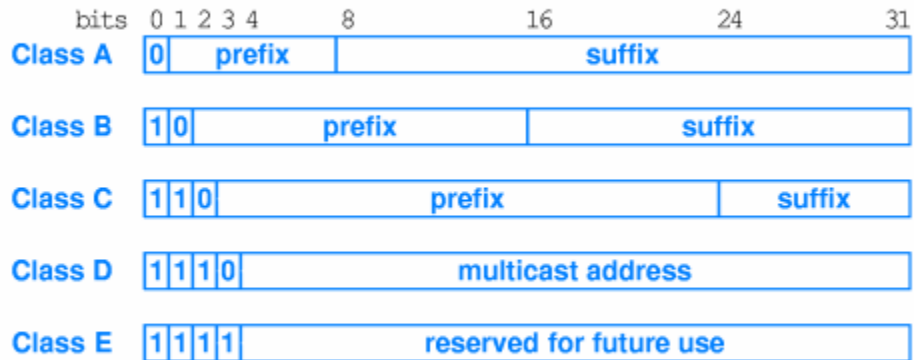 bits 0 1 2 3 4 8 16 24 31
Class A 0 prefix suffix
Class B 1 0 prefix suffix
Class C 1 1 0 prefix suffix
Class D 1 1 1 0 multicast address
Class E 1 1 1 1 reserved for future use